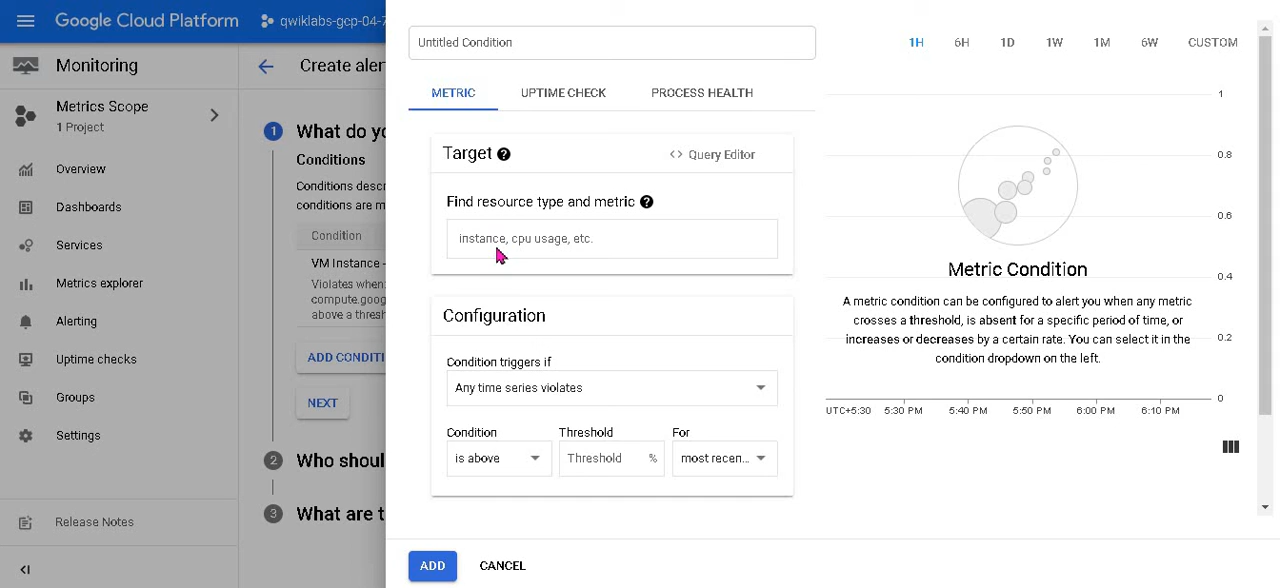 Google Cloud Platform
qwiklabs-gcp-04-7
Monitoring
Metrics Scope
1 Project
Overview
Dashboards
Services
Metrics explorer
Alerting
Uptime checks
Groups
Settings
Release Notes
Create aler
1 What do yo
Conditions
Conditions descr
conditions are m
Condition
VM Instance -
Violates when:
compute.goog
above a thres
ADD CONDITI
NEXT
2 Who shoul
3 What are t
Untitled Condition
METRIC UPTIME CHECK PROCESS HEALTH
Target ? <> Query Editor
Find resource type and metric ?
instance, cpu usage, etc.
Configuration
Condition triggers if
Any time series violates
Condition Threshold For
is above Threshold % most recen...
ADD CANCEL
1H 6H 1D 1W 1M 6W CUSTOM
1
0.8
0.6
0.4
0.2
0
Metric Condition
A metric condition can be configured to alert you when any metric
crosses a threshold, is absent for a specific period of time, or
increases or decreases by a certain rate. You can select it in the
condition dropdown on the left.
UTC+5:30 5:30 PM 5:40 PM 5:50 PM 6:00 PM 6:10 PM